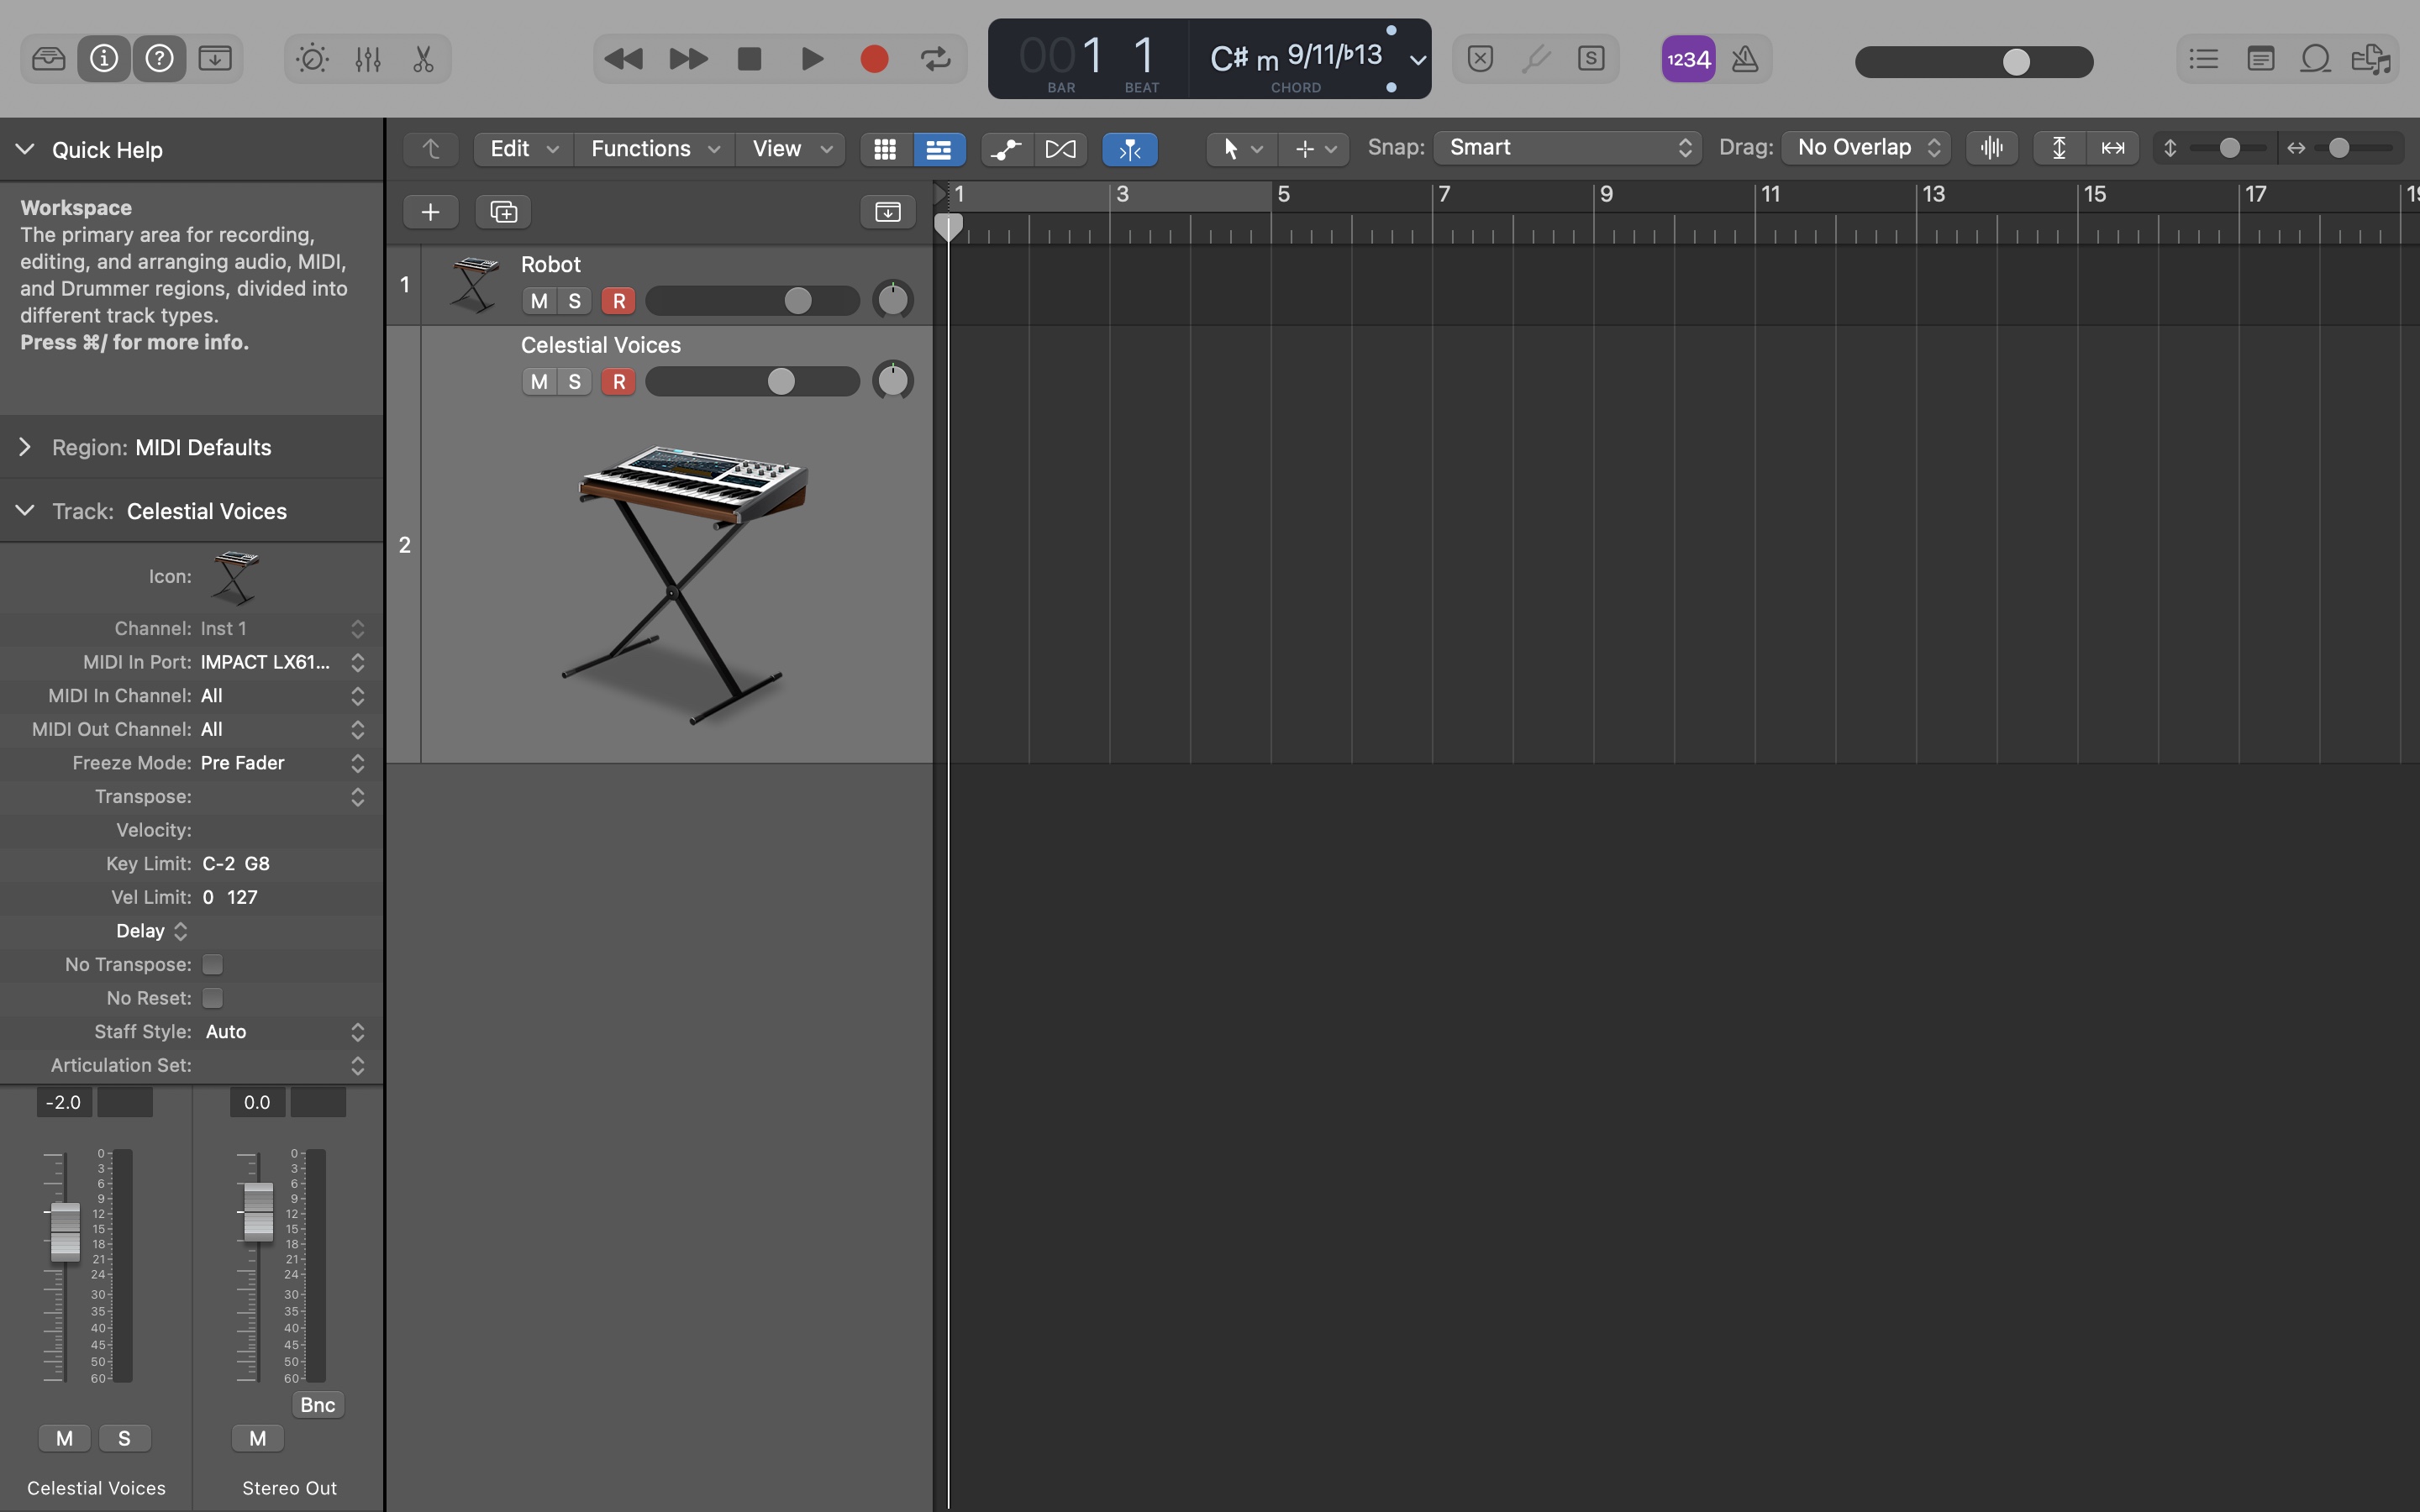 001 1
BAR BEAT
C# m 9/11/♭13
CHORD
S
1234
Quick Help
Edit
Functions
View
Snap: Smart
Drag: No Overlap
Workspace
The primary area for recording,
editing, and arranging audio, MIDI,
and Drummer regions, divided into
different track types.
Press ⌘/ for more info.
1 3 5 7 9 11 13 15 17
1
Robot
M S R
2
Celestial Voices
M S R
Region: MIDI Defaults
Track: Celestial Voices
Icon:
Channel: Inst 1
MIDI In Port: IMPACT LX61...
MIDI In Channel: All
MIDI Out Channel: All
Freeze Mode: Pre Fader
Transpose:
Velocity:
Key Limit: C-2 G8
Vel Limit: 0 127
Delay
No Transpose:
No Reset:
Staff Style: Auto
Articulation Set:
-2.0
0
3
6
9
12
15
18
21
24
30
35
40
45
50
60
M S
Celestial Voices
0.0
0
3
6
9
12
15
18
21
24
30
35
40
45
50
60
Bnc
M
Stereo Out